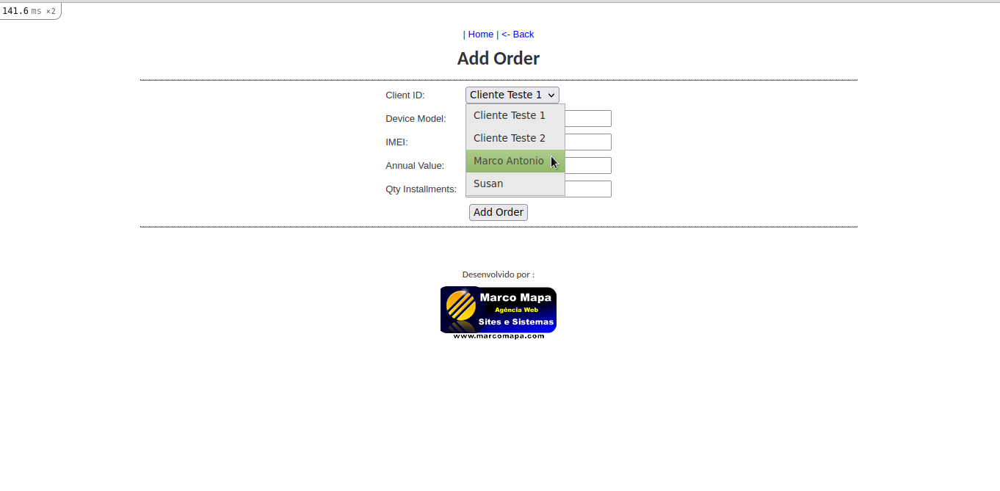 141.6 ms ×2
| Home | <- Back
Add Order
Client ID: Cliente Teste 1
Cliente Teste 1
Device Model:
Cliente Teste 2
IMEI:
Marco Antonio
Annual Value:
Susan
Qty Installments:
Add Order
Desenvolvido por :
Marco Mapa
Agência Web
Sites e Sistemas
www.marcomapa.com